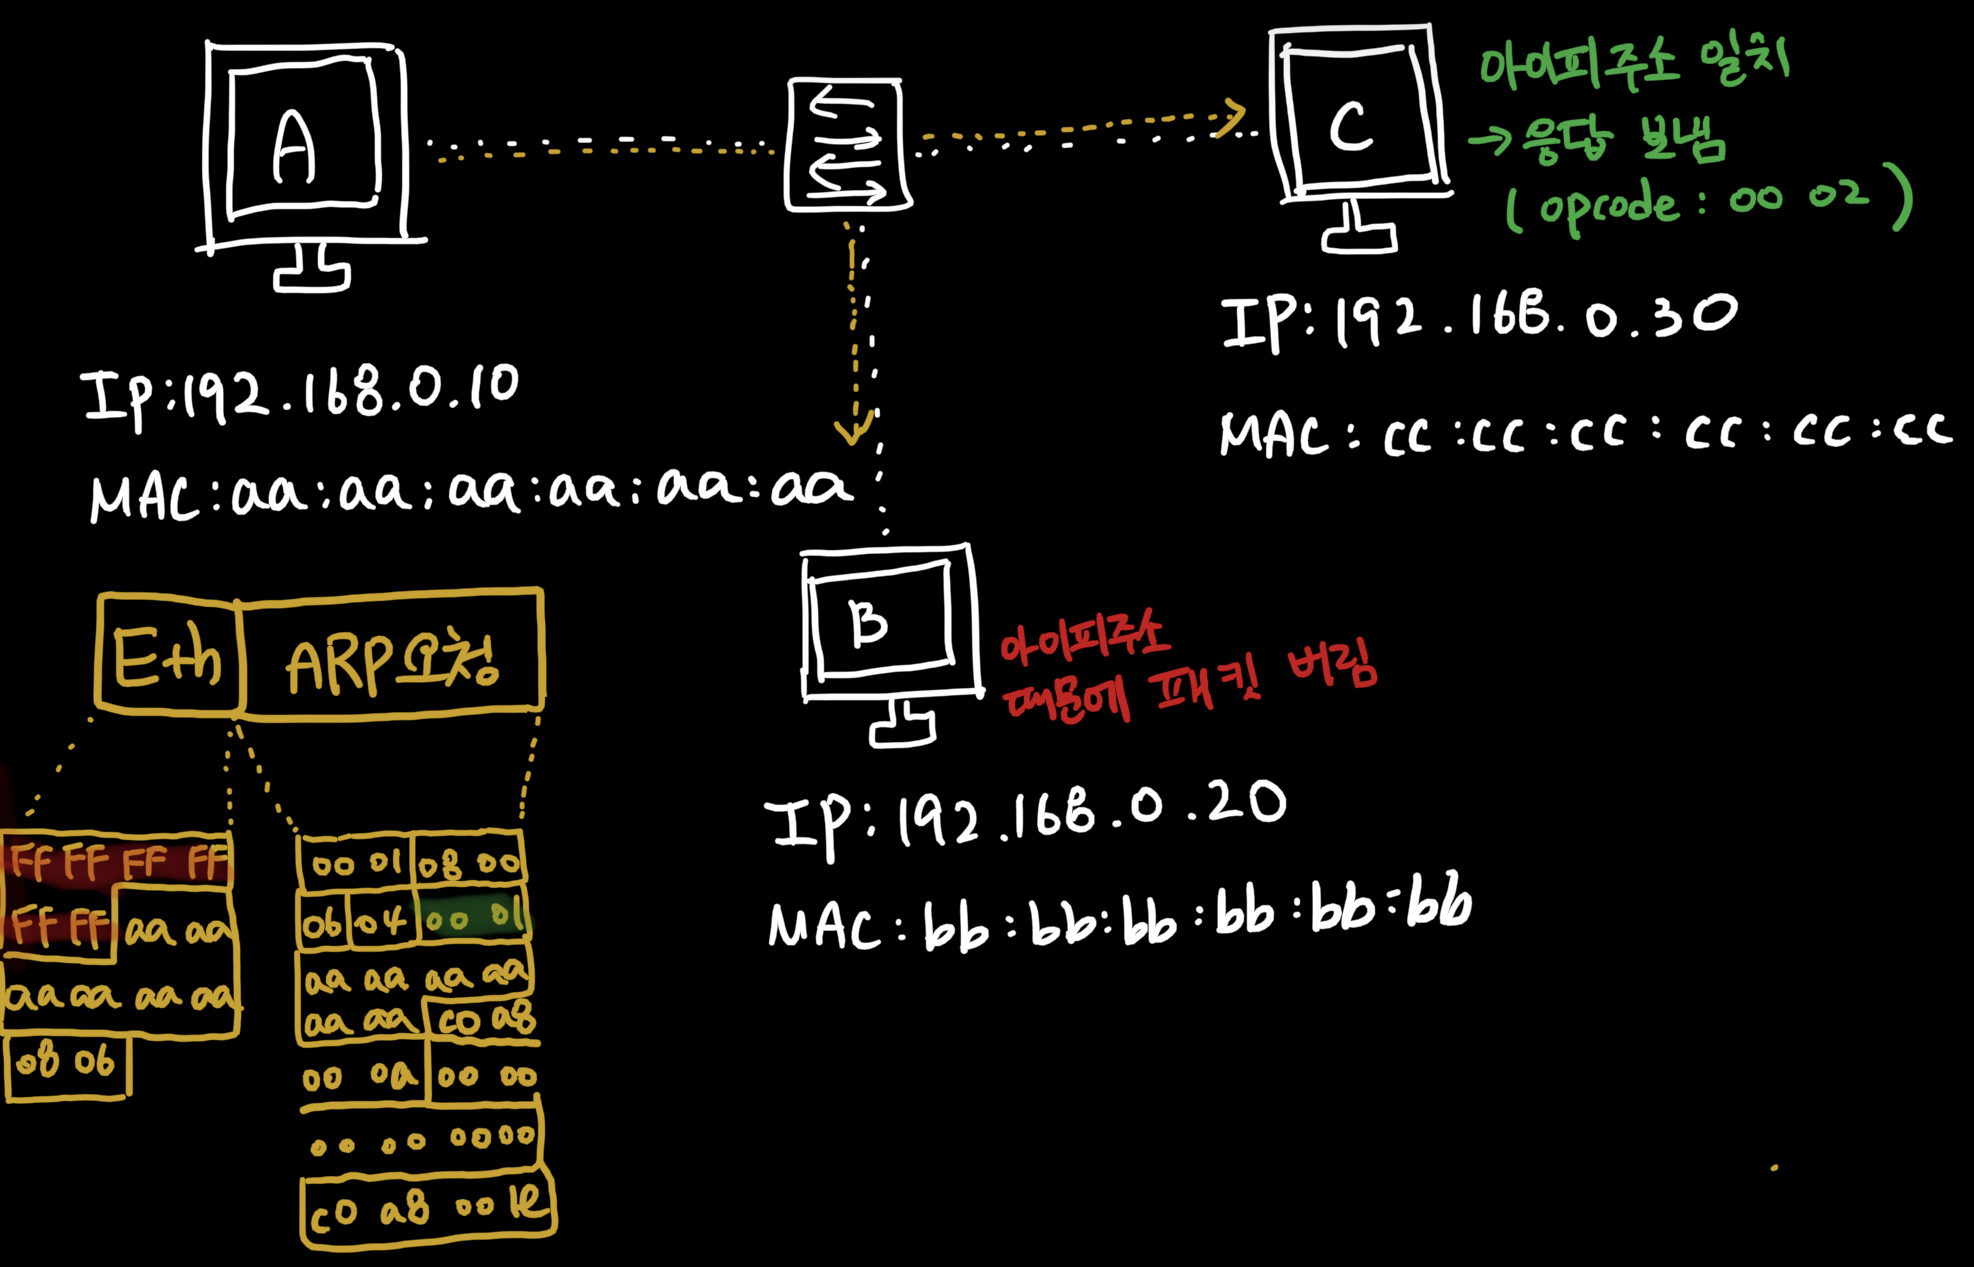 A
C
아이피주소 일치
→ 응답 보냄
(opcode : 00 02)
IP: 192.168.0.30
MAC : cc : cc : cc : cc : cc : cc
Ip:192.168.0.10
MAC : aa : aa : aa : aa : aa : aa
B
아이피주소
때문에 패킷 버림
IP: 192.168.0.20
MAC : bb : bb : bb : bb : bb : bb
Eth ARP요청
FF FF FF FF
FF FF aa aa
aa aa aa aa
08 06
00 01 08 00
06 04 00 01
aa aa aa aa
aa aa c0 a8
00 0a 00 00
00 00 00 00
c0 a8 00 1e